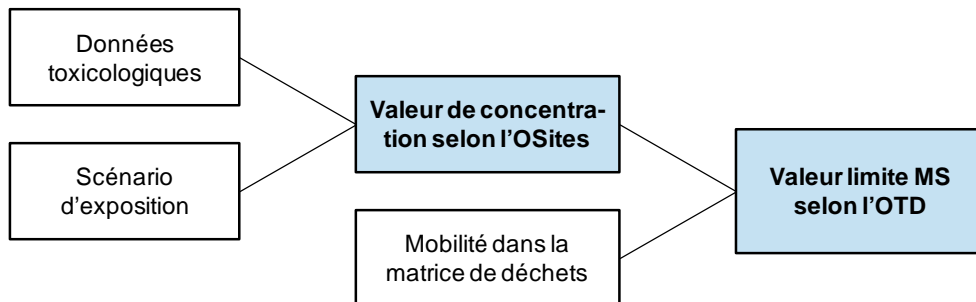 Données
toxicologiques
Scénario
d'exposition
Valeur de concentra-
tion selon l'OSites
Mobilité dans la
matrice de déchets
Valeur limite MS
selon l'OTD